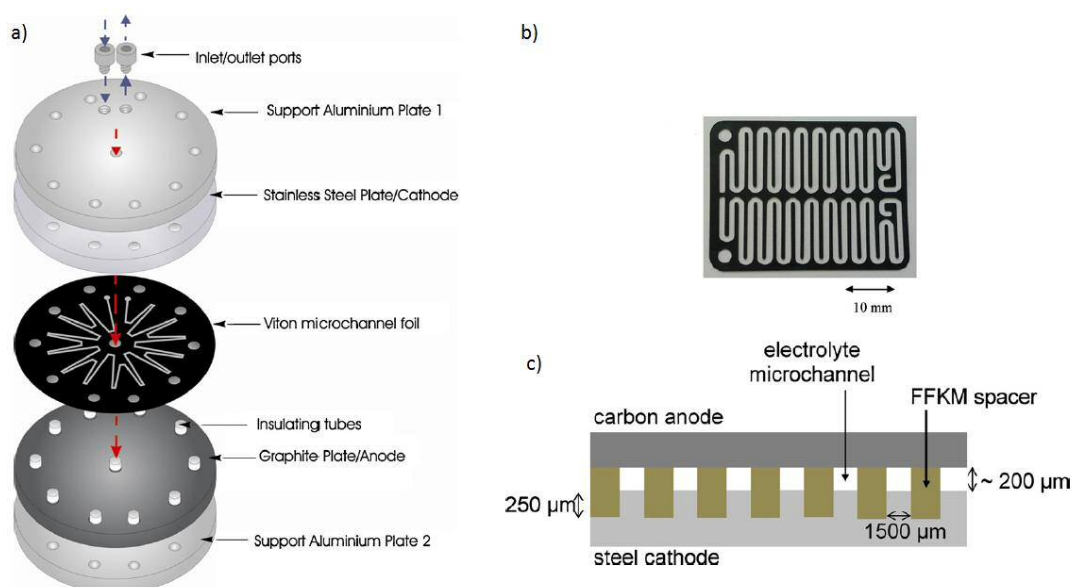 a)
Inlet/outlet ports
Support Aluminium Plate 1
Stainless Steel Plate/Cathode
Viton microchannel foil
Insulating tubes
Graphite Plate/Anode
Support Aluminium Plate 2
b)
10 mm
c)
electrolyte
microchannel
FFKM spacer
carbon anode
~ 200 µm
250 µm
1500 µm
steel cathode